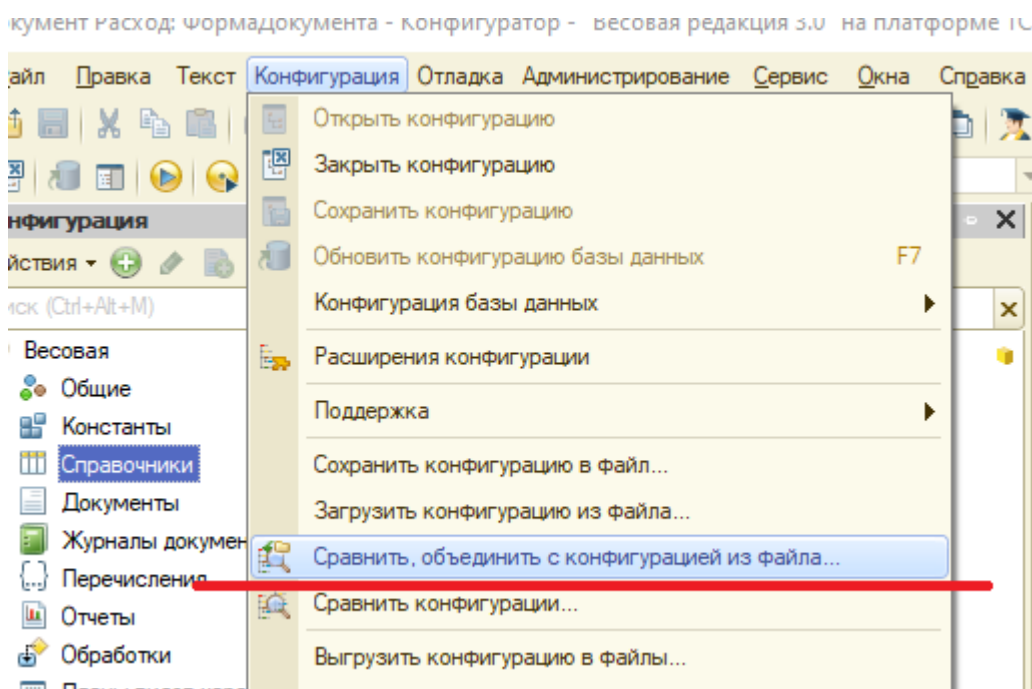 кумент Расход: ФормаДокумента - Конфигуратор - Весовая редакция 3.0 на платформе 1С
айл Правка Текст Конфигурация Отладка Администрирование Сервис Окна Справка
Открыть конфигурацию
Закрыть конфигурацию
нфигурация
Сохранить конфигурацию
йствия
Обновить конфигурацию базы данных F7
иск (Ctrl+Alt+M)
Конфигурация базы данных
Весовая
Расширения конфигурации
Общие
Константы
Поддержка
Справочники
Сохранить конфигурацию в файл...
Документы
Загрузить конфигурацию из файла...
Журналы докумен
Сравнить, объединить с конфигурацией из файла...
Перечисления
Сравнить конфигурации...
Отчеты
Обработки
Выгрузить конфигурацию в файлы...